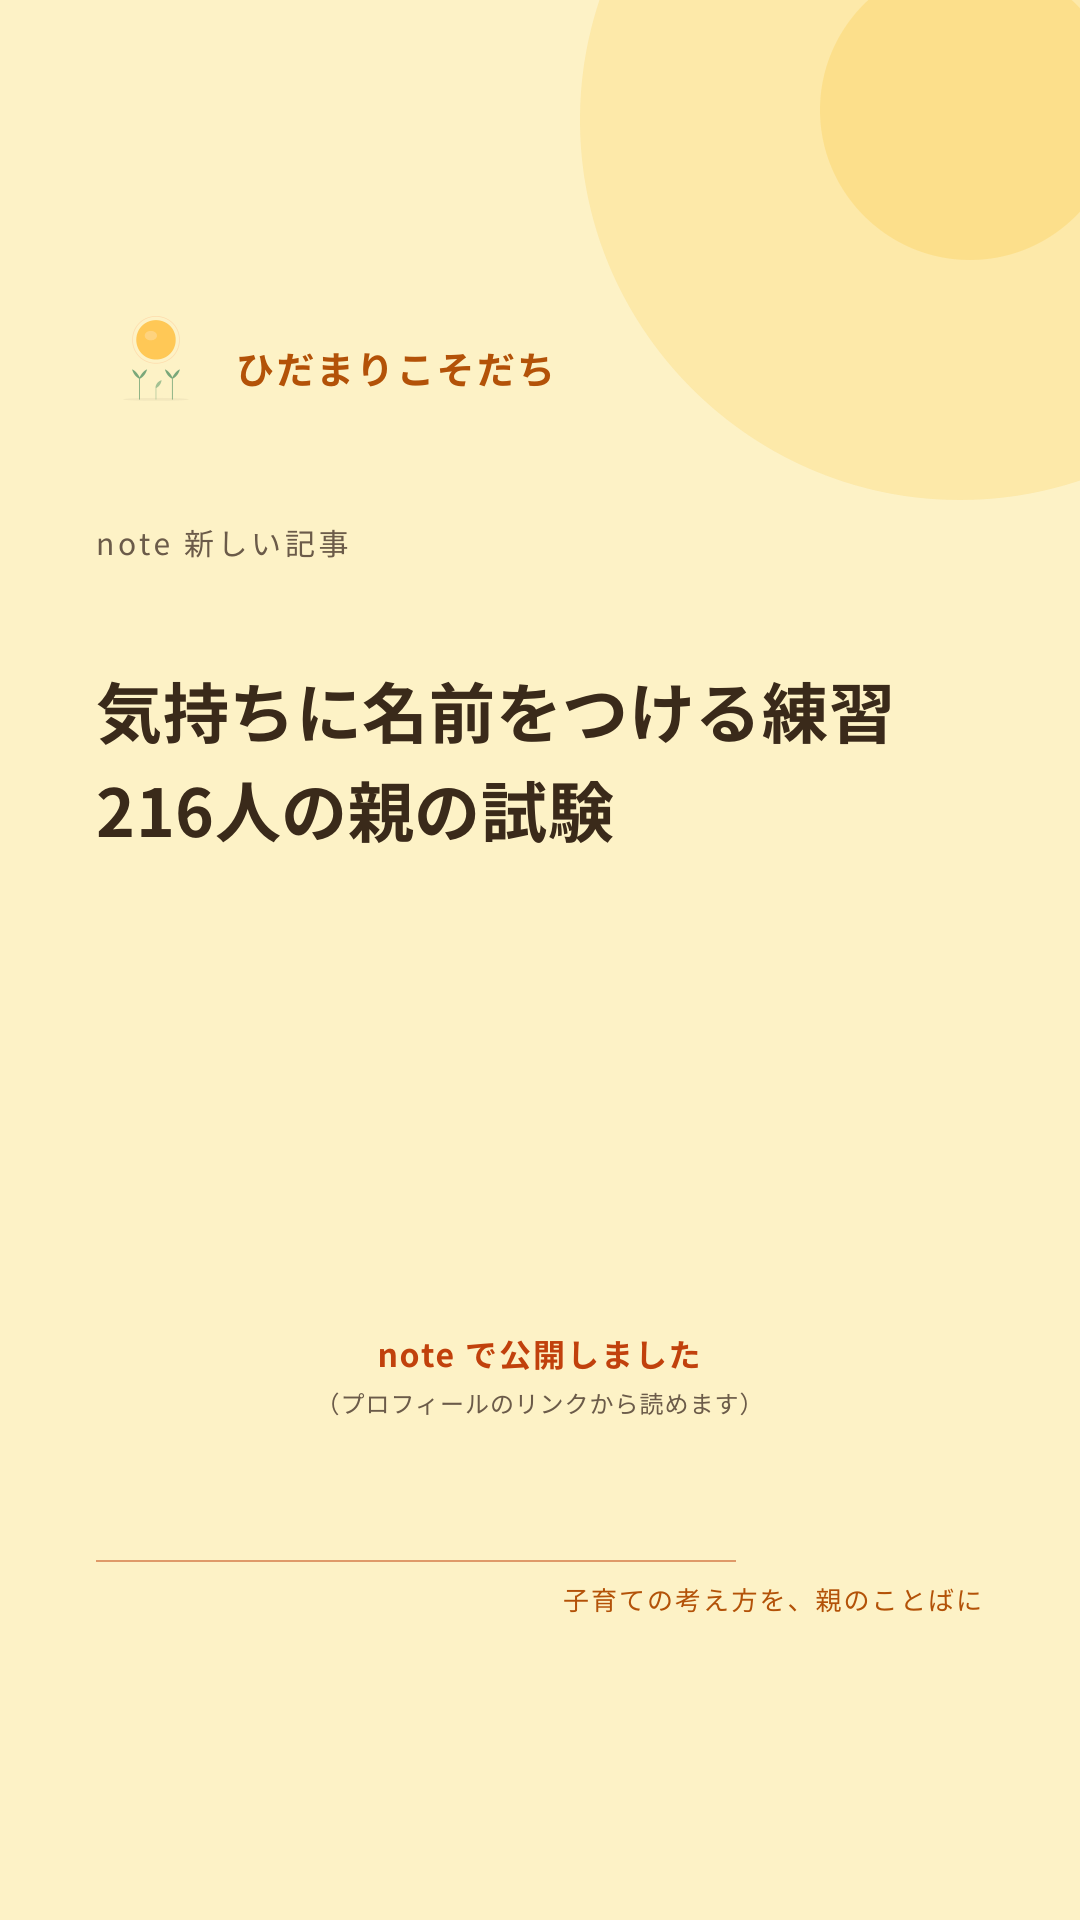 ひだまりこそだち
note 新しい記事
気持ちに名前をつける練習
216人の親の試験
note で公開しました
（プロフィールのリンクから読めます）
子育ての考え方を、親のことばに